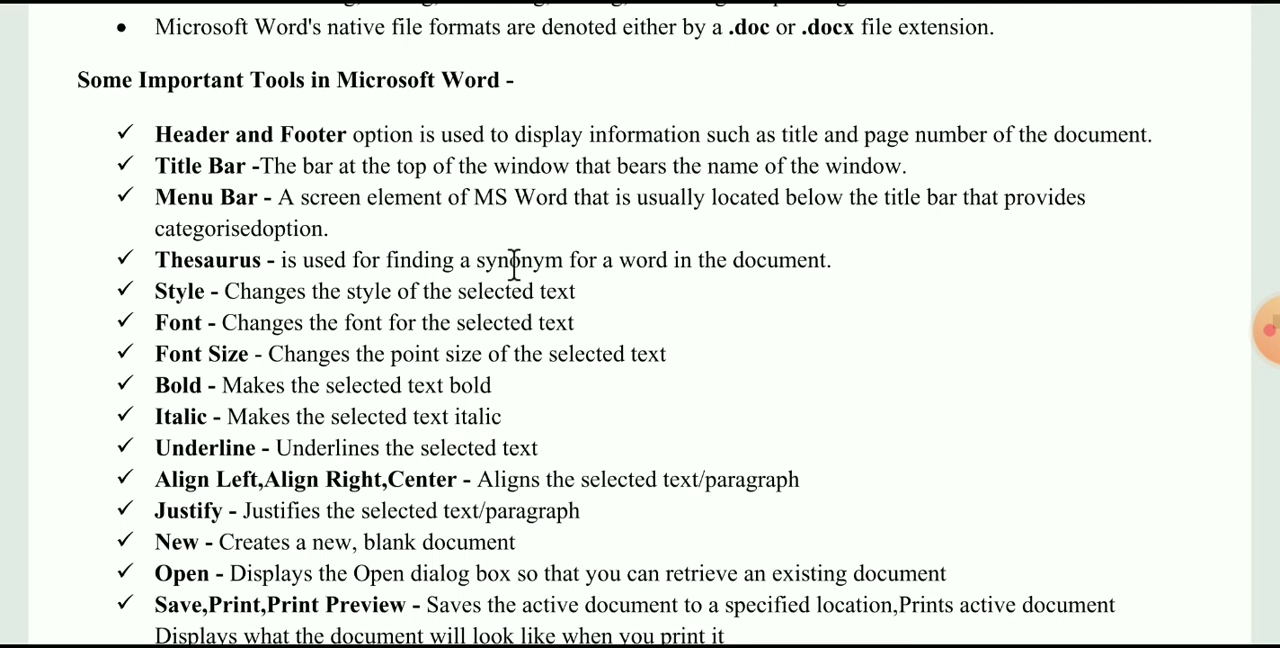 • Microsoft Word's native file formats are denoted either by a .doc or .docx file extension.
Some Important Tools in Microsoft Word -
✓ Header and Footer option is used to display information such as title and page number of the document.
✓ Title Bar -The bar at the top of the window that bears the name of the window.
✓ Menu Bar - A screen element of MS Word that is usually located below the title bar that provides
categorisedoption.
✓ Thesaurus - is used for finding a synonym for a word in the document.
✓ Style - Changes the style of the selected text
✓ Font - Changes the font for the selected text
✓ Font Size - Changes the point size of the selected text
✓ Bold - Makes the selected text bold
✓ Italic - Makes the selected text italic
✓ Underline - Underlines the selected text
✓ Align Left,Align Right,Center - Aligns the selected text/paragraph
✓ Justify - Justifies the selected text/paragraph
✓ New - Creates a new, blank document
✓ Open - Displays the Open dialog box so that you can retrieve an existing document
✓ Save,Print,Print Preview - Saves the active document to a specified location,Prints active document
Displays what the document will look like when you print it